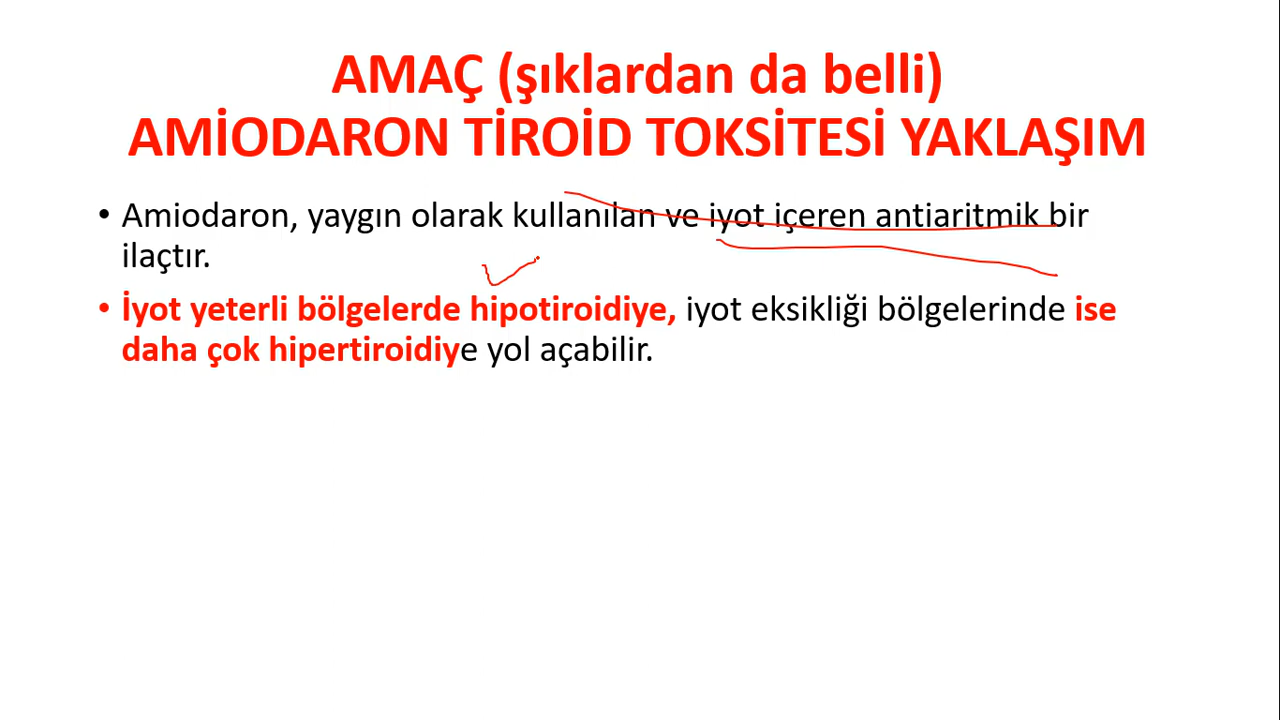 AMAÇ (şıklardan da belli)
AMİODARON TİROİD TOKSİTESİ YAKLAŞIM
• Amiodaron, yaygın olarak kullanılan ve iyot içeren antiaritmik bir
ilaçtır.
• İyot yeterli bölgelerde hipotiroidiye, iyot eksikliği bölgelerinde ise
daha çok hipertiroidiye yol açabilir.